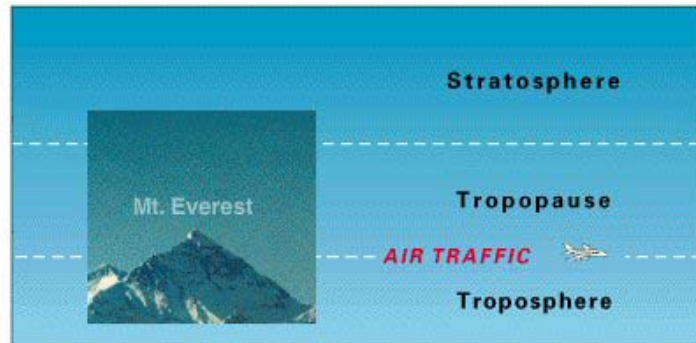 Stratosphere
Mt. Everest
Tropopause
AIR TRAFFIC
Troposphere